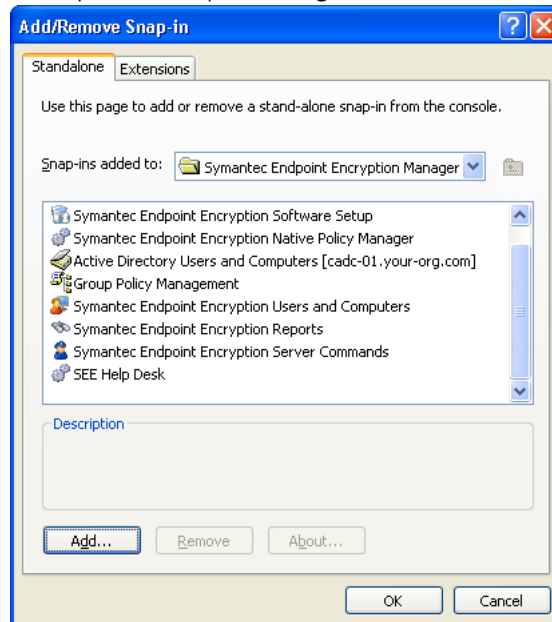 Add/Remove Snap-in
Standalone Extensions
Use this page to add or remove a stand-alone snap-in from the console.
Snap-ins added to: Symantec Endpoint Encryption Manager
Symantec Endpoint Encryption Software Setup
Symantec Endpoint Encryption Native Policy Manager
Active Directory Users and Computers [cadc-01.your-org.com]
Group Policy Management
Symantec Endpoint Encryption Users and Computers
Symantec Endpoint Encryption Reports
Symantec Endpoint Encryption Server Commands
SEE Help Desk
Description
Add... Remove About...
OK Cancel